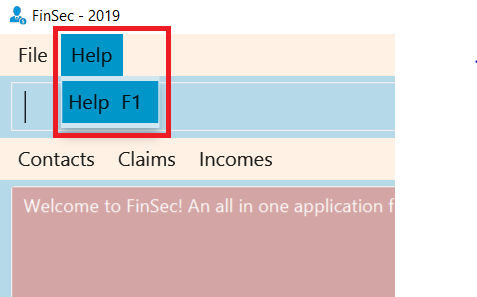 FinSec - 2019
File Help
Help F1
Contacts Claims Incomes
Welcome to FinSec! An all in one application f